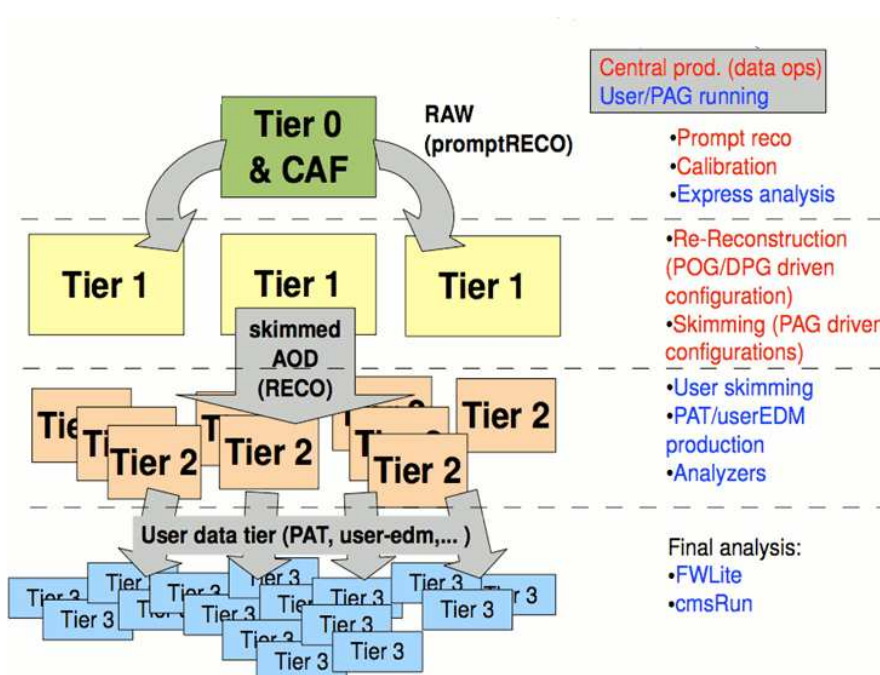 Central prod. (data ops)
User/PAG running
Tier 0
& CAF
RAW
(promptRECO)
•Prompt reco
•Calibration
•Express analysis
Tier 1
Tier 1
Tier 1
•Re-Reconstruction
(POG/DPG driven
configuration)
•Skimming (PAG driven
configurations)
skimmed
AOD
(RECO)
Tier 2
Tier 2
Tier 2
Tier 2
•User skimming
•PAT/userEDM
production
•Analyzers
User data tier (PAT, user-edm,... )
Final analysis:
•FWLite
•cmsRun
Tier 3
Tier 3
Tier 3
Tier 3
Tier 3
Tier 3
Tier 3
Tier 3
Tier 3
Tier 3
Tier 3
Tier 3